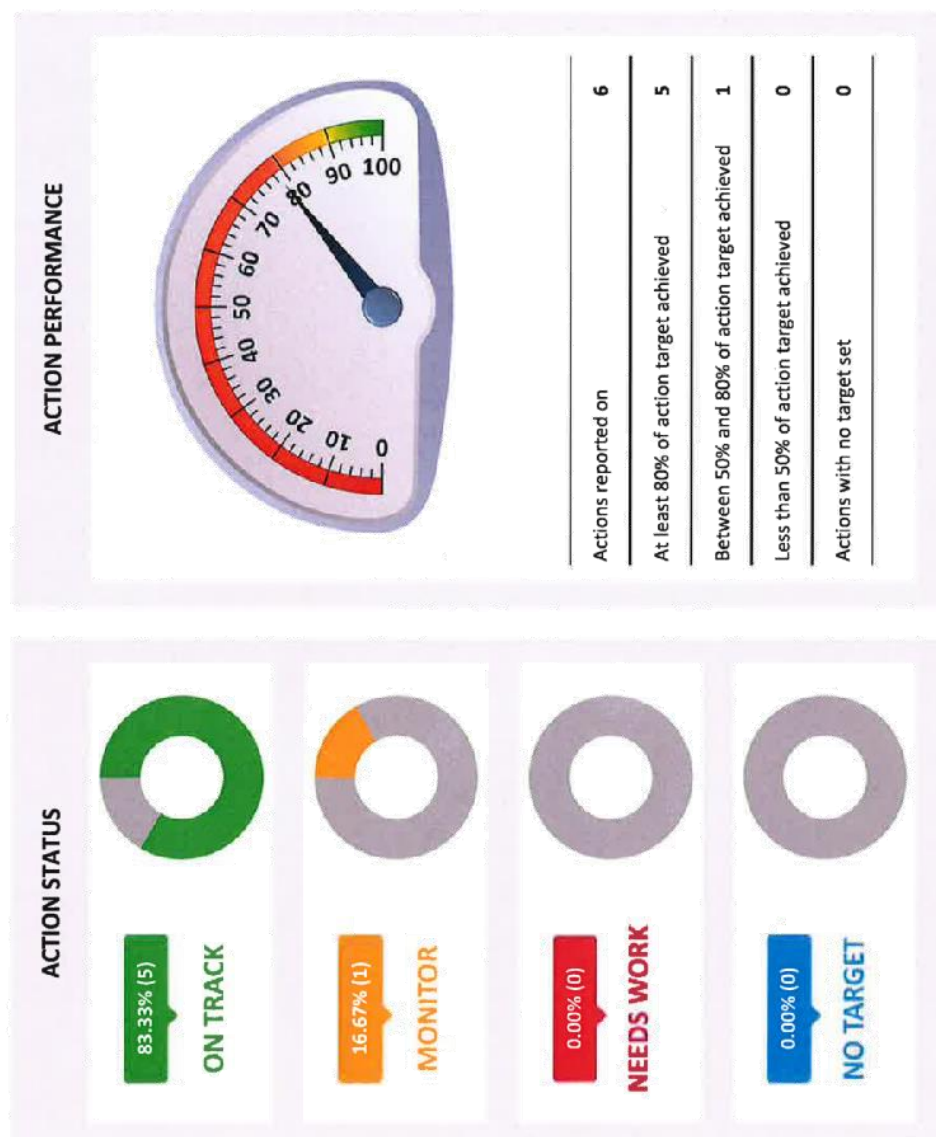 ACTION STATUS
83.33% (5)
ON TRACK
16.67% (1)
MONITOR
0.00% (0)
NEEDS WORK
0.00% (0)
NO TARGET
ACTION PERFORMANCE
0
10
20
30
40
50
60
70
80
90
100
Actions reported on 6
At least 80% of action target achieved 5
Between 50% and 80% of action target achieved 1
Less than 50% of action target achieved 0
Actions with no target set 0